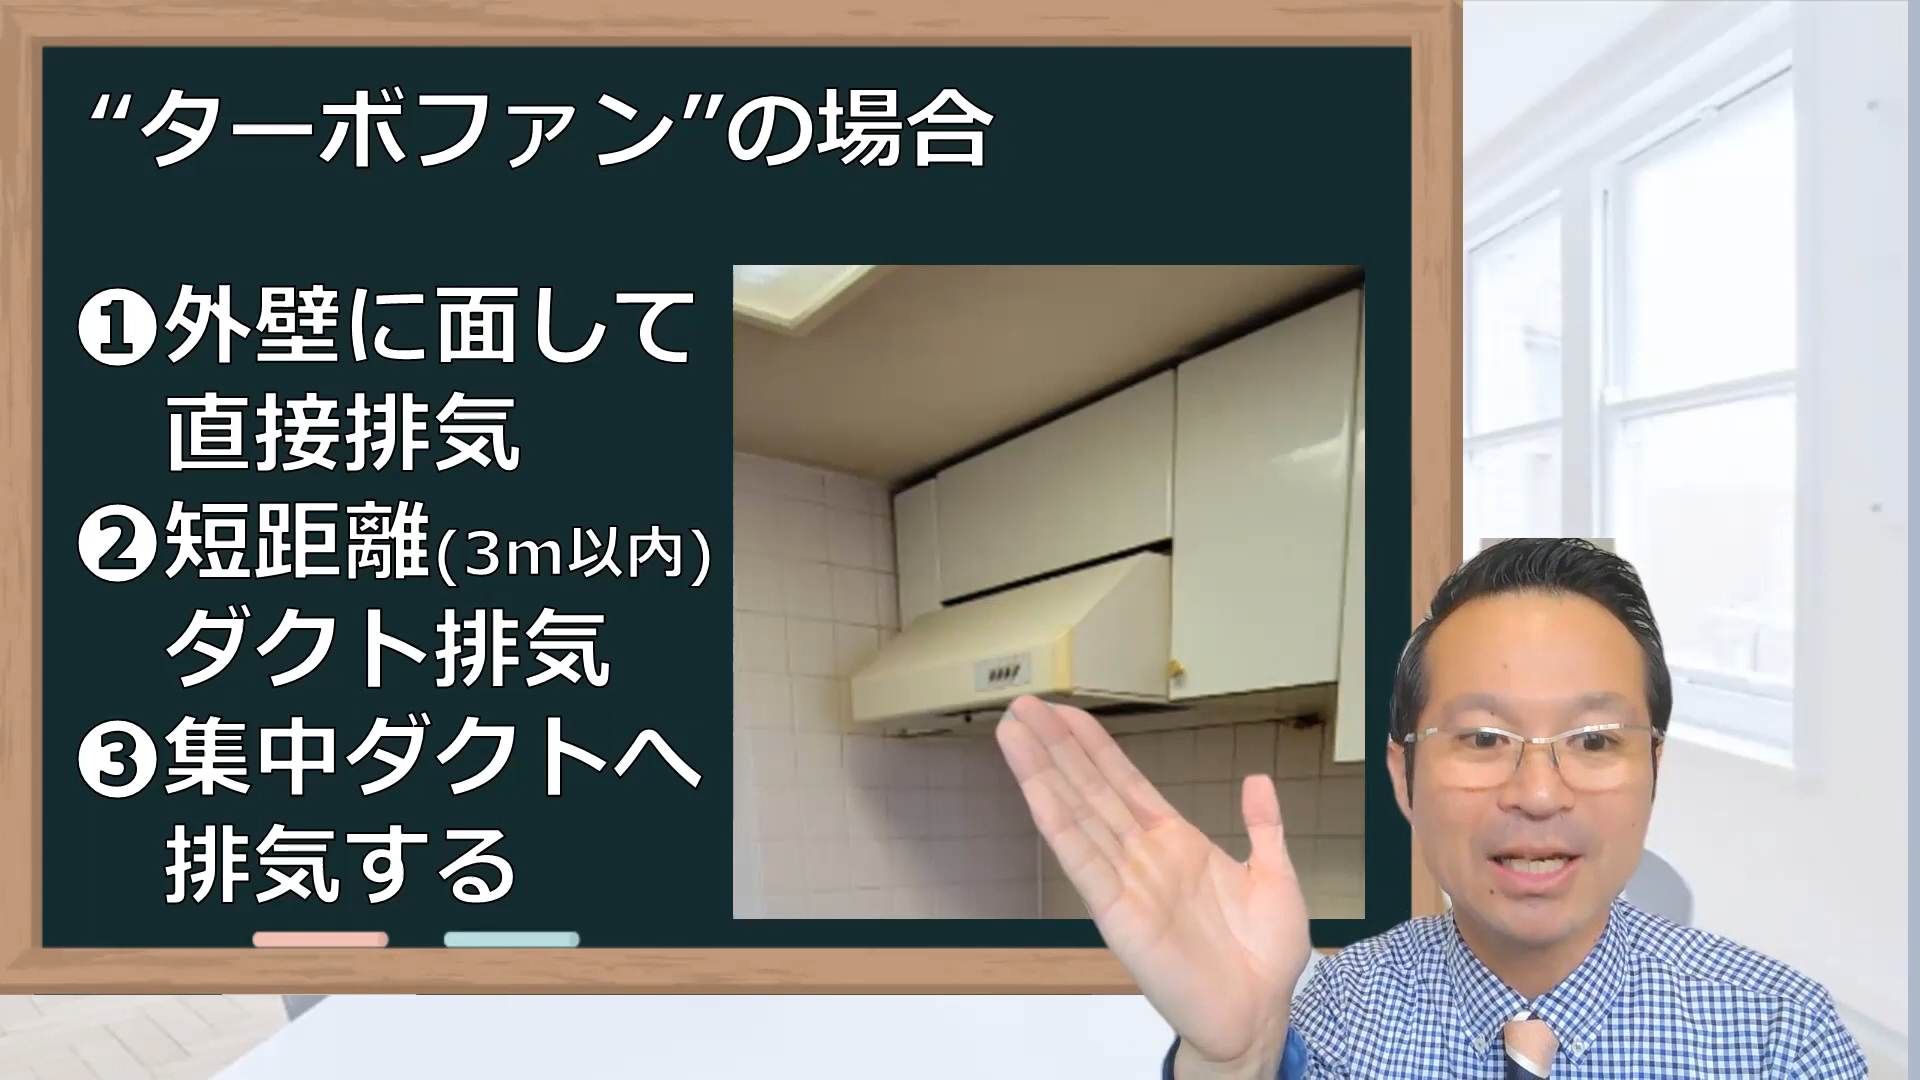 “ターボファン”の場合
❶外壁に面して
直接排気
❷短距離(3m以内)
ダクト排気
❸集中ダクトへ
排気する